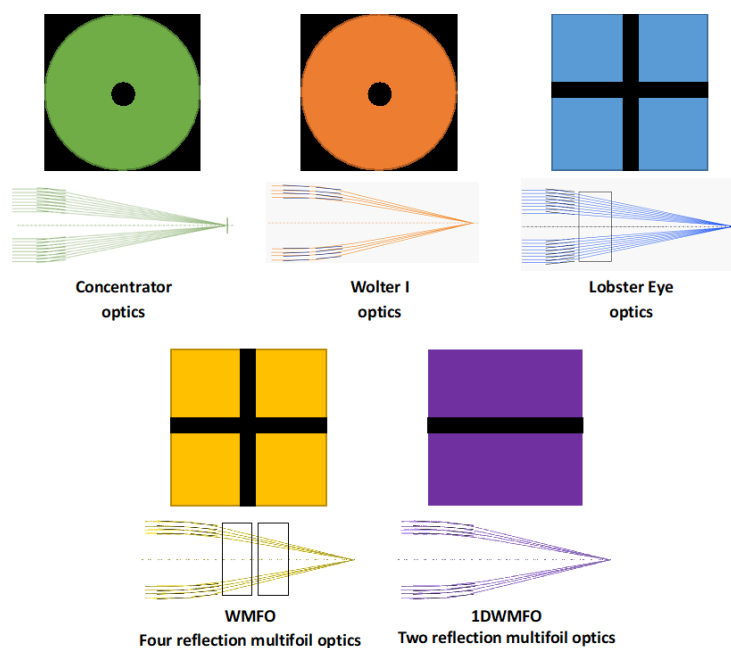 Concentrator
optics
Wolter I
optics
Lobster Eye
optics
WMFO
Four reflection multifoil optics
1DWMFO
Two reflection multifoil optics